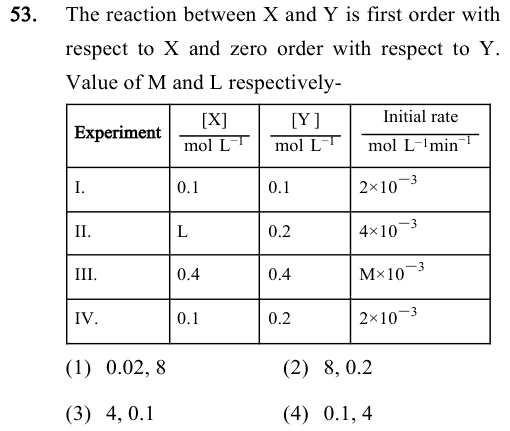 53. The reaction between X and Y is first order with
respect to X and zero order with respect to Y.
Value of M and L respectively-
Experiment [X] / mol L⁻¹ [Y] / mol L⁻¹ Initial rate / mol L⁻¹min⁻¹
I. 0.1 0.1 2×10⁻³
II. L 0.2 4×10⁻³
III. 0.4 0.4 M×10⁻³
IV. 0.1 0.2 2×10⁻³
(1) 0.02, 8 (2) 8, 0.2
(3) 4, 0.1 (4) 0.1, 4